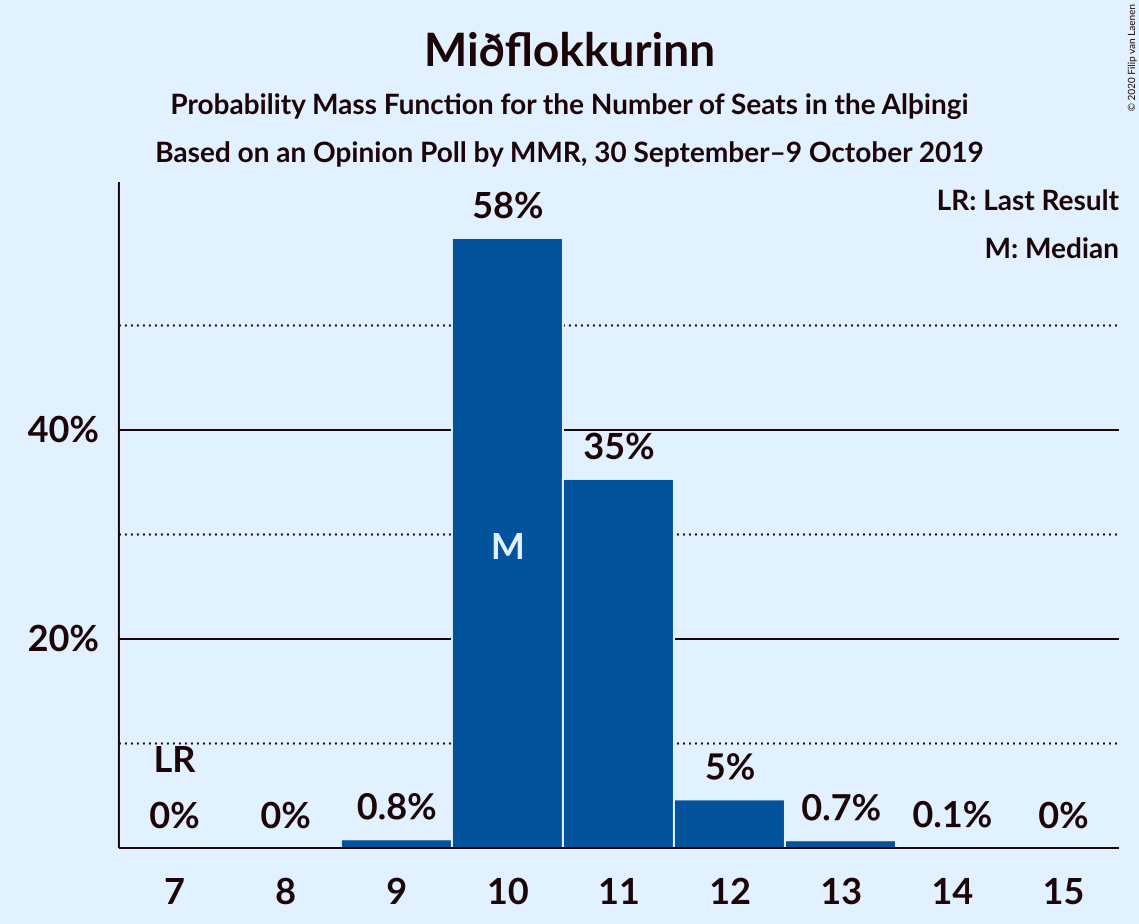 Miðflokkurinn
Probability Mass Function for the Number of Seats in the Alþingi
Based on an Opinion Poll by MMR, 30 September–9 October 2019
© 2020 Filip van Laenen
LR: Last Result
M: Median
58%
40%
35%
M
20%
LR
0%
0%
0.8%
5%
0.7%
0.1%
0%
7 8 9 10 11 12 13 14 15